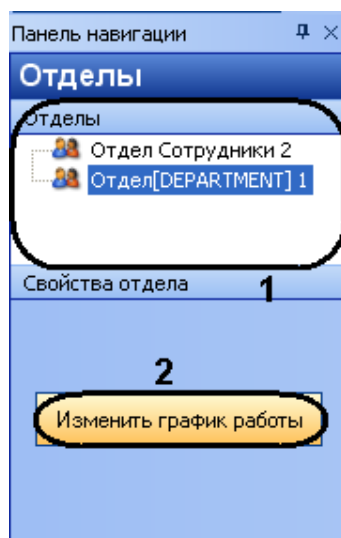 Панель навигации
Отделы
Отделы
Отдел Сотрудники 2
Отдел[DEPARTMENT] 1
Свойства отдела
1
2
Изменить график работы